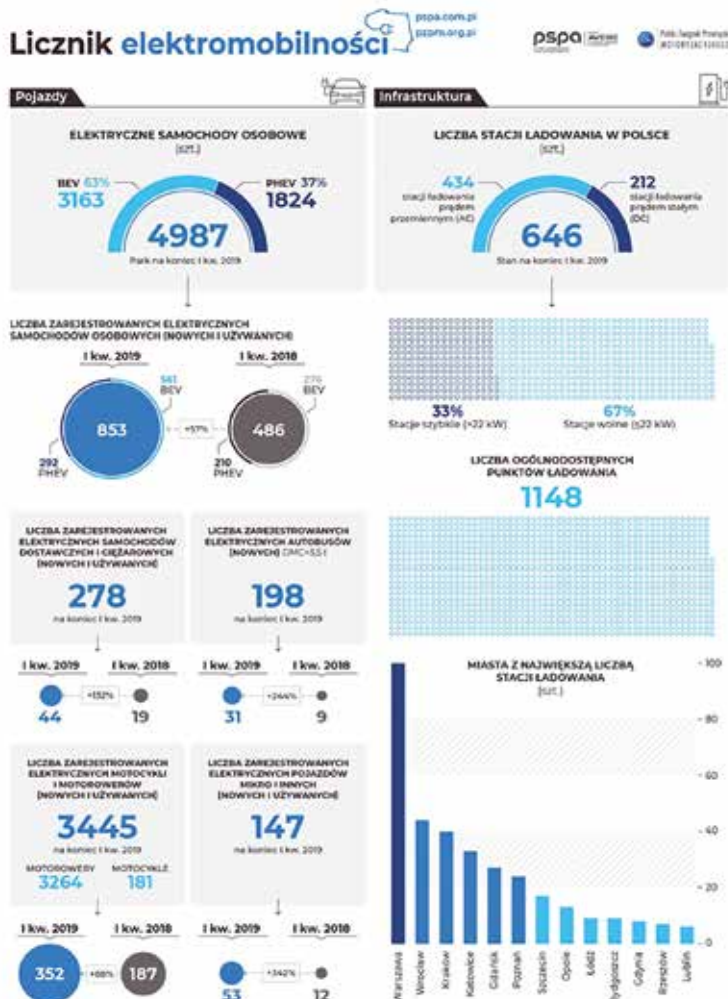 Licznik elektromobilności
pspa.com.pl
pzpm.org.pl
pspa
Pojazdy
ELEKTRYCZNE SAMOCHODY OSOBOWE
(szt.)
BEV 63%
3163
PHEV 37%
1824
4987
Park na koniec I kw. 2019
LICZBA ZAREJESTROWANYCH ELEKTRYCZNYCH
SAMOCHODÓW OSOBOWYCH (NOWYCH I UŻYWANYCH)
I kw. 2019
I kw. 2018
561
BEV
276
BEV
853
+57%
486
292
PHEV
210
PHEV
LICZBA ZAREJESTROWANYCH
ELEKTRYCZNYCH SAMOCHODÓW
DOSTAWCZYCH I CIĘŻAROWYCH
(NOWYCH I UŻYWANYCH)
278
na koniec I kw. 2019
I kw. 2019
I kw. 2018
+132%
44
19
LICZBA ZAREJESTROWANYCH
ELEKTRYCZNYCH AUTOBUSÓW
(NOWYCH) DMC>3,5 t
198
na koniec I kw. 2019
I kw. 2019
I kw. 2018
+244%
31
9
LICZBA ZAREJESTROWANYCH
ELEKTRYCZNYCH MOTOCYKLI
I MOTOROWERÓW
(NOWYCH I UŻYWANYCH)
3445
na koniec I kw. 2019
MOTOROWERY
3264
MOTOCYKLE
181
I kw. 2019
I kw. 2018
352
+88%
187
LICZBA ZAREJESTROWANYCH
ELEKTRYCZNYCH POJAZDÓW
MIKRO I INNYCH
(NOWYCH I UŻYWANYCH)
147
na koniec I kw. 2019
I kw. 2019
I kw. 2018
+342%
53
12
Infrastruktura
LICZBA STACJI ŁADOWANIA W POLSCE
(szt.)
434
stacji ładowania
prądem
przemiennym (AC)
212
stacji ładowania
prądem stałym
(DC)
646
Stan na koniec I kw. 2019
33%
Stacje szybkie (>22 kW)
67%
Stacje wolne (≤22 kW)
LICZBA OGÓLNODOSTĘPNYCH
PUNKTÓW ŁADOWANIA
1148
MIASTA Z NAJWIĘKSZĄ LICZBĄ
STACJI ŁADOWANIA
(szt.)
100
80
60
40
20
0
Warszawa
Wrocław
Kraków
Katowice
Gdańsk
Poznań
Szczecin
Opole
Łódź
Bydgoszcz
Gdynia
Rzeszów
Lublin